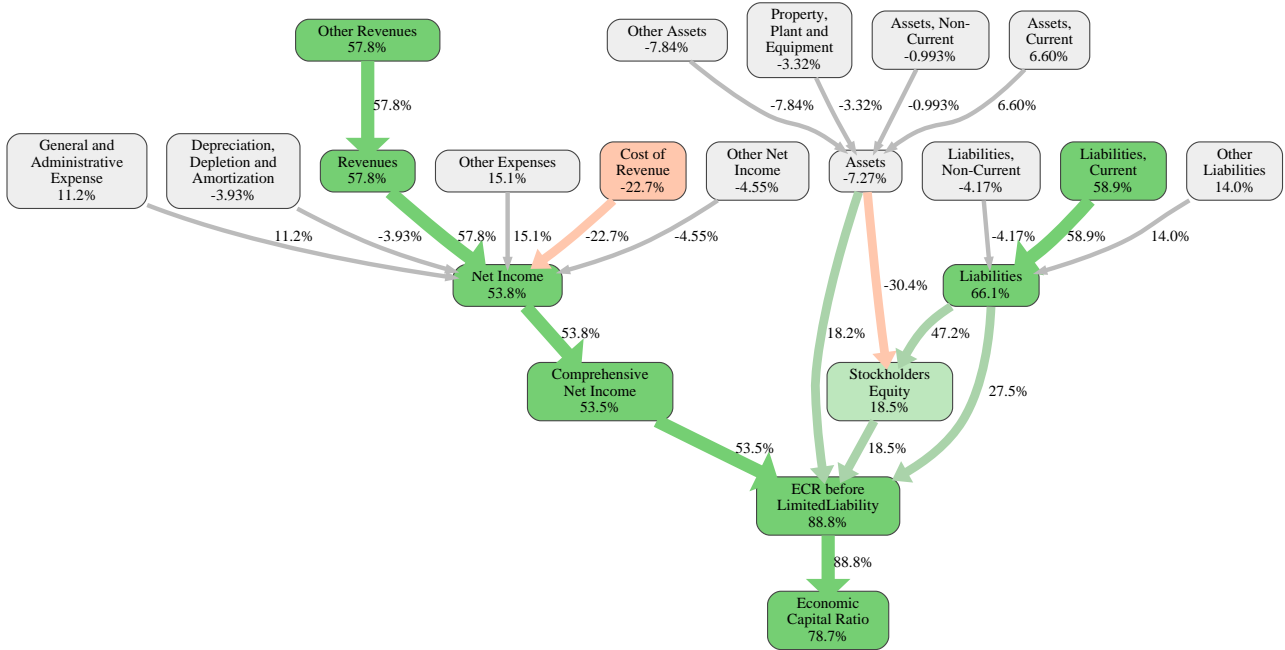 Other Revenues
57.8%
Other Assets
-7.84%
Property,
Plant and
Equipment
-3.32%
Assets, Non-
Current
-0.993%
Assets,
Current
6.60%
57.8%
-7.84%
-3.32%
-0.993%
6.60%
General and
Administrative
Expense
11.2%
Depreciation,
Depletion and
Amortization
-3.93%
Revenues
57.8%
Other Expenses
15.1%
Cost of
Revenue
-22.7%
Other Net
Income
-4.55%
Assets
-7.27%
Liabilities,
Non-Current
-4.17%
Liabilities,
Current
58.9%
Other
Liabilities
14.0%
11.2%
-3.93%
57.8%
15.1%
-22.7%
-4.55%
-4.17%
58.9%
14.0%
Net Income
53.8%
-30.4%
Liabilities
66.1%
53.8%
18.2%
47.2%
Comprehensive
Net Income
53.5%
Stockholders
Equity
18.5%
27.5%
53.5%
18.5%
ECR before
LimitedLiability
88.8%
88.8%
Economic
Capital Ratio
78.7%